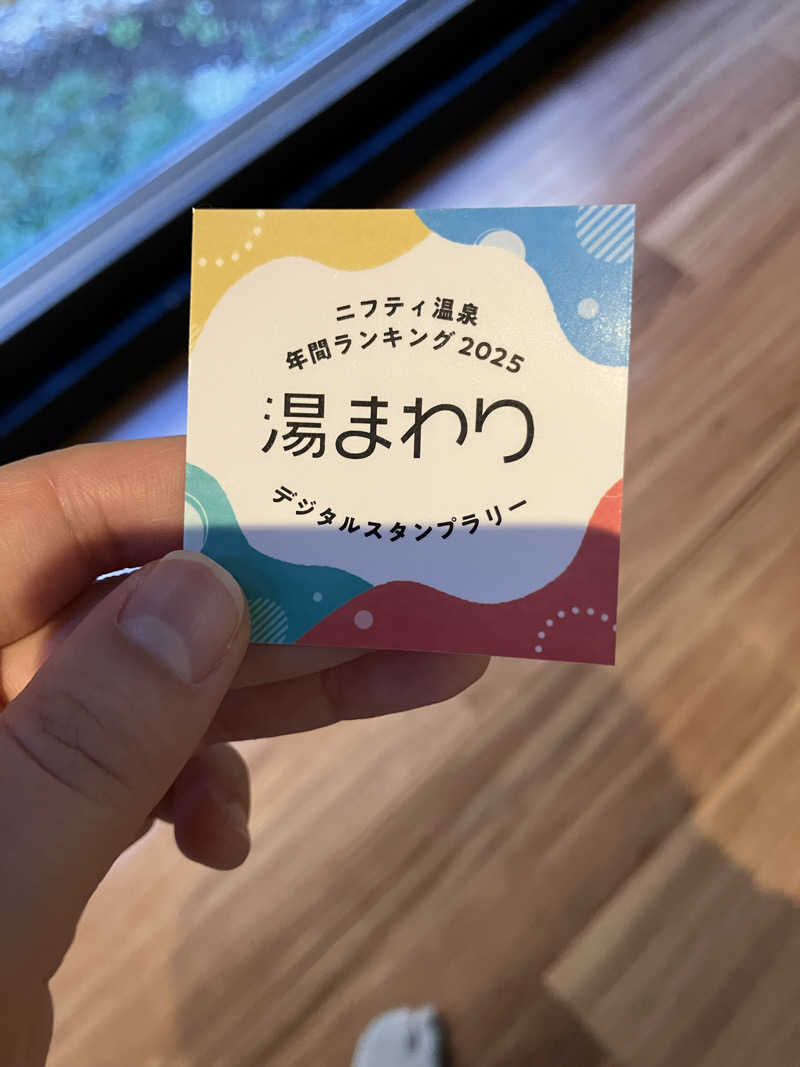 ニフティ温泉
年間ランキング2025
湯まわり
デジタルスタンプラリー